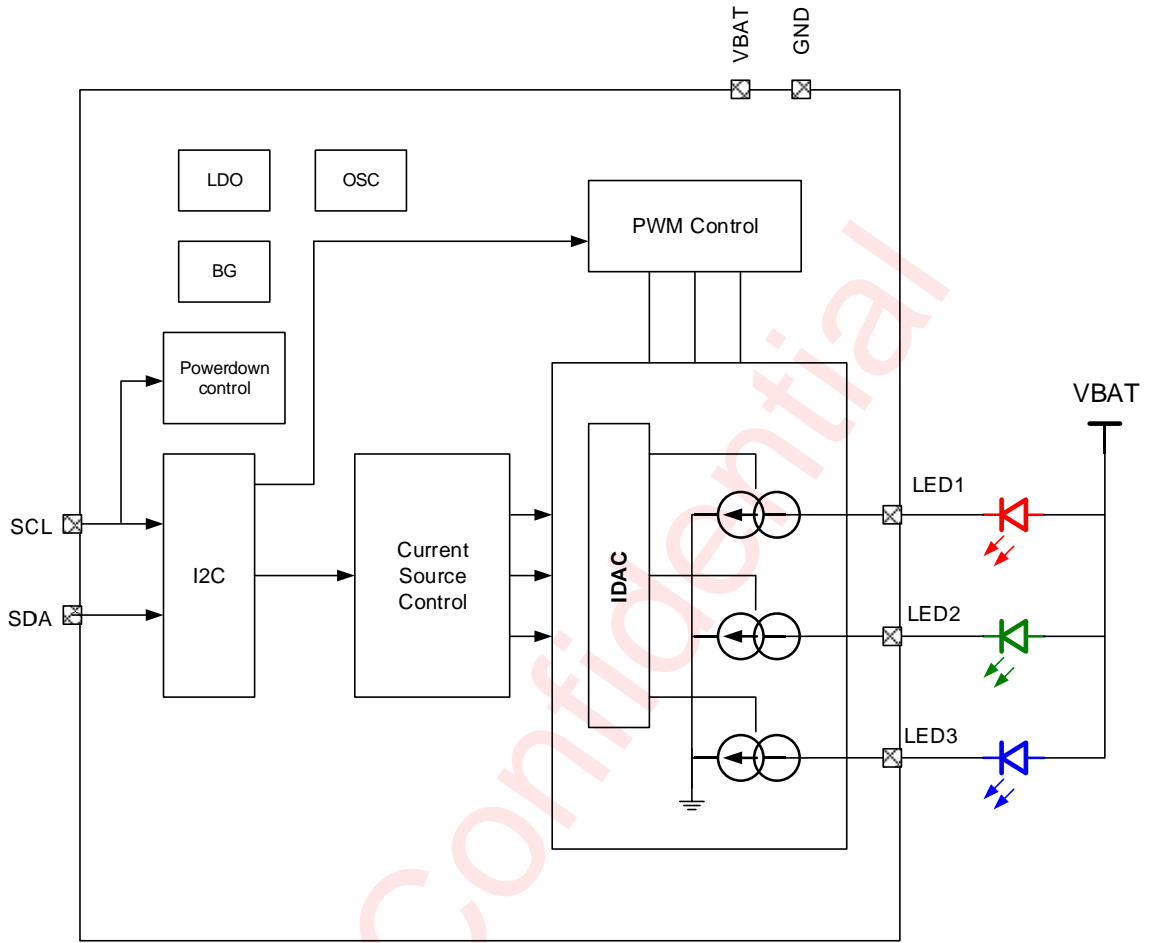 VBAT
GND
LDO
OSC
PWM Control
BG
Powerdown
control
VBAT
LED1
SCL
I2C
Current
Source
Control
IDAC
LED2
SDA
LED3
Confidential